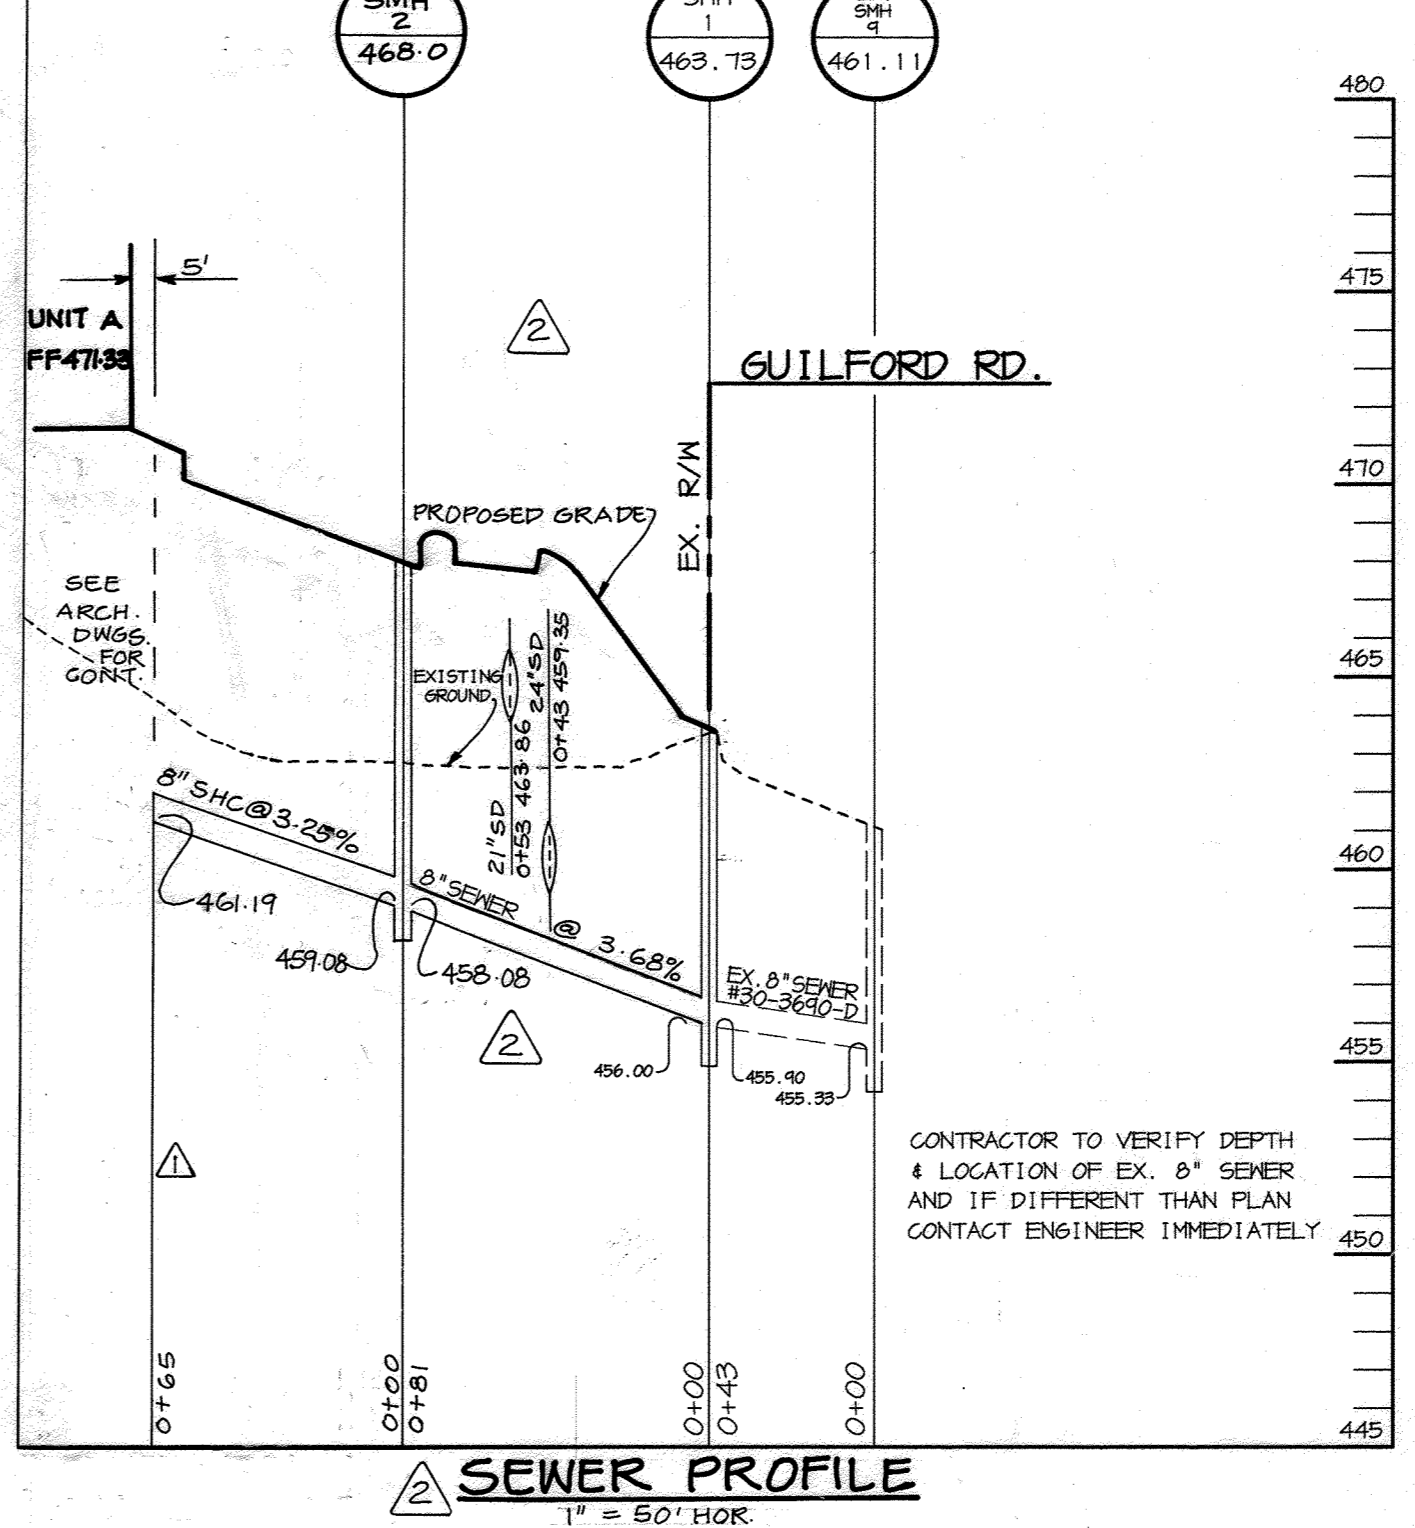 SMH
2
468.0
SMH
1
463.73
SMH
9
461.11
480
475
470
465
460
455
450
445
5'
UNIT A
FF 471.33
2
GUILFORD RD.
EX. R/W
PROPOSED GRADE
SEE
ARCH.
DWGS.
FOR
CONT.
EXISTING
GROUND
21"SD
0+53 463.86
24"SD
0+43 459.35
8" SHC@3.25%
461.19
459.08
8" SEWER @ 3.68%
458.08
EX. 8" SEWER
#30-3690-D
2
456.00
455.90
455.33
1
CONTRACTOR TO VERIFY DEPTH
& LOCATION OF EX. 8" SEWER
AND IF DIFFERENT THAN PLAN
CONTACT ENGINEER IMMEDIATELY
0+65
0+00
0+81
0+00
0+43
0+00
2 SEWER PROFILE
1" = 50' HOR.